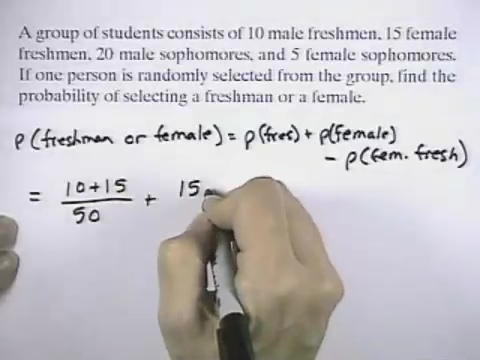 A group of students consists of 10 male freshmen, 15 female
freshmen, 20 male sophomores, and 5 female sophomores.
If one person is randomly selected from the group, find the
probability of selecting a freshman or a female.
P(freshman or female) = P(fres) + P(female)
- P(fem. fresh)
= 10+15/50 + 15